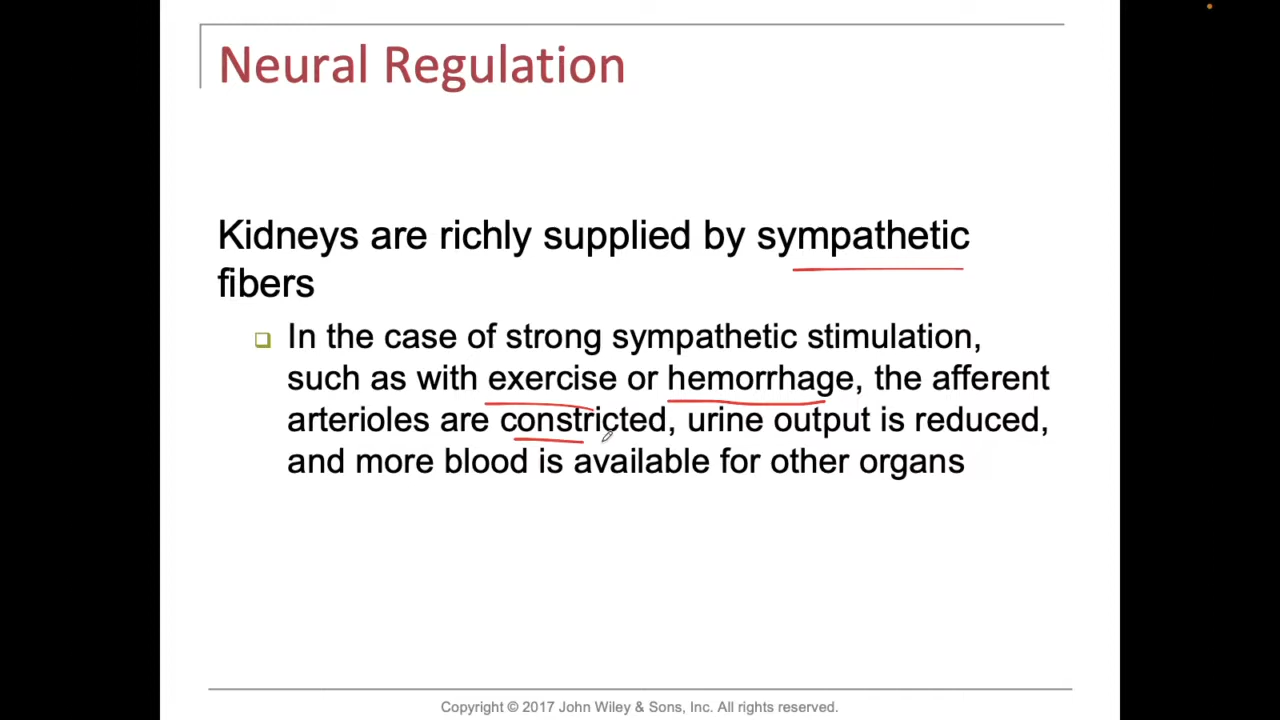 Neural Regulation
Kidneys are richly supplied by sympathetic
fibers
In the case of strong sympathetic stimulation,
such as with exercise or hemorrhage, the afferent
arterioles are constricted, urine output is reduced,
and more blood is available for other organs
Copyright © 2017 John Wiley & Sons, Inc. All rights reserved.